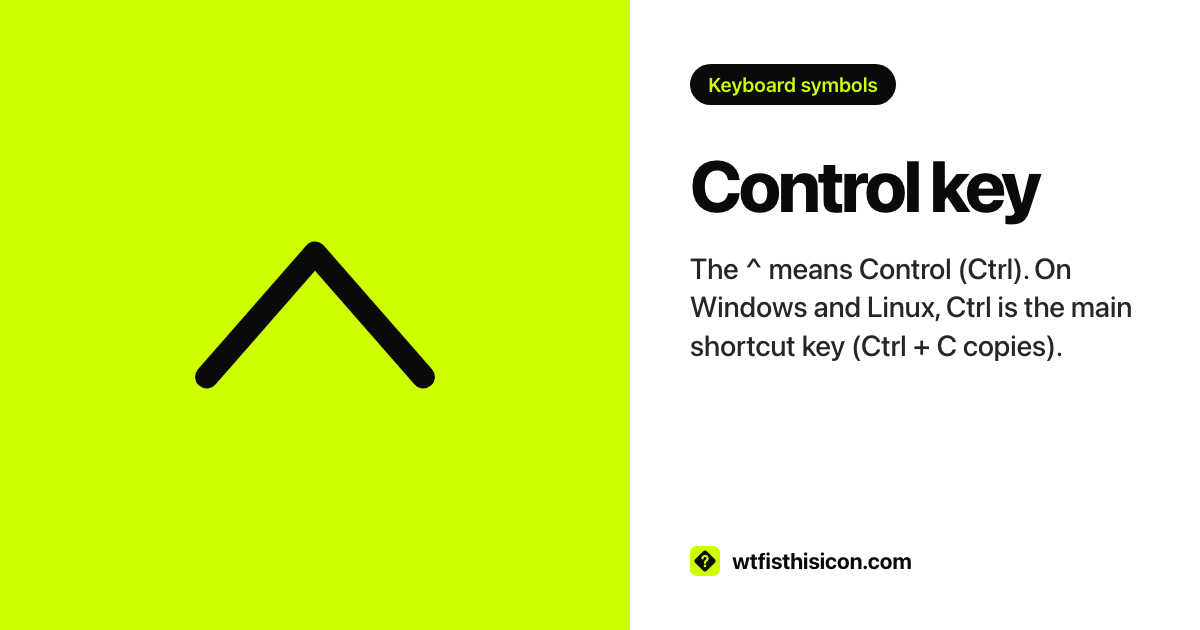 Keyboard symbols
Control key
The ^ means Control (Ctrl). On
Windows and Linux, Ctrl is the main
shortcut key (Ctrl + C copies).
wtfisthisicon.com